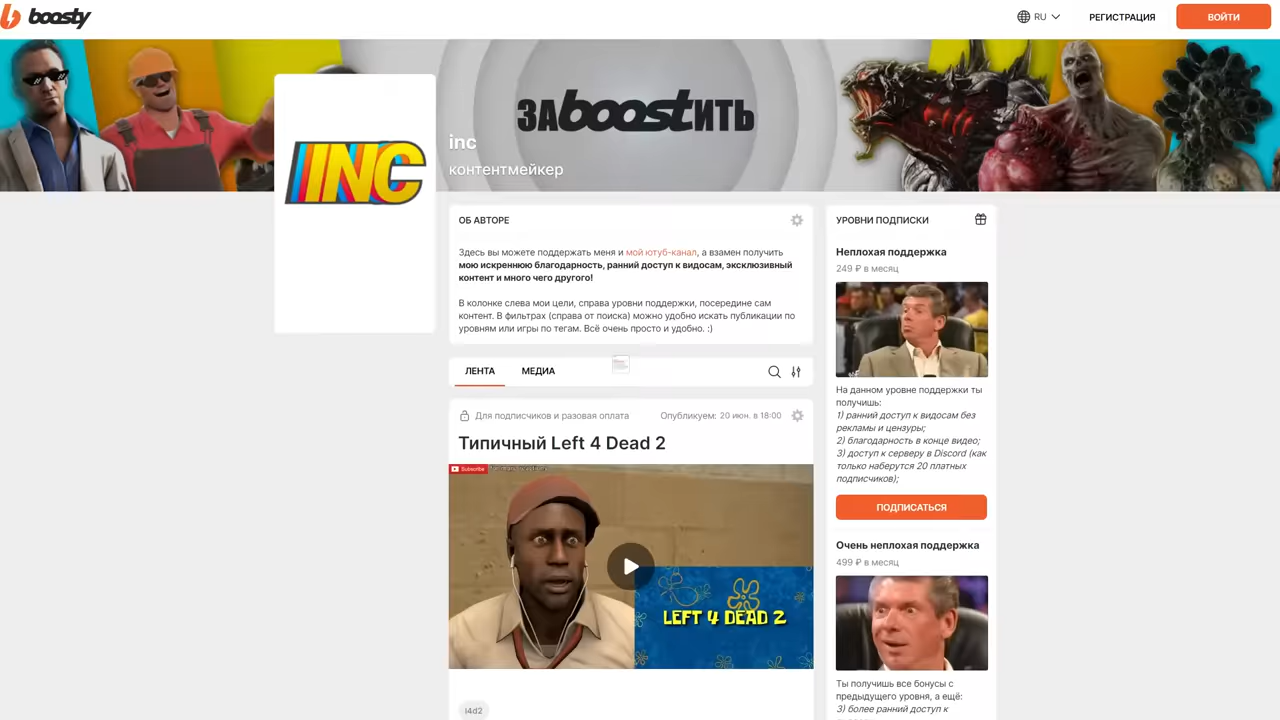 boosty
RU
РЕГИСТРАЦИЯ
ВОЙТИ
ЗАboostИТЬ
INC
inc
контентмейкер
ОБ АВТОРЕ
Здесь вы можете поддержать меня и мой ютуб-канал, а взамен получить
мою искреннюю благодарность, ранний доступ к видосам, эксклюзивный
контент и много чего другого!
В колонке слева мои цели, справа уровни поддержки, посередине сам
контент. В фильтрах (справа от поиска) можно удобно искать публикации по
уровням или игры по тегам. Всё очень просто и удобно. :)
ЛЕНТА
МЕДИА
Для подписчиков и разовая оплата
Опубликуем: 20 июн. в 18:00
Типичный Left 4 Dead 2
Subscribe
LEFT 4 DEAD 2
l4d2
УРОВНИ ПОДПИСКИ
Неплохая поддержка
249 ₽ в месяц
На данном уровне поддержки ты
получишь:
1) ранний доступ к видосам без
рекламы и цензуры;
2) благодарность в конце видео;
3) доступ к серверу в Discord (как
только наберутся 20 платных
подписчиков);
ПОДПИСАТЬСЯ
Очень неплохая поддержка
499 ₽ в месяц
Ты получишь все бонусы с
предыдущего уровня, а ещё:
3) более ранний доступ к